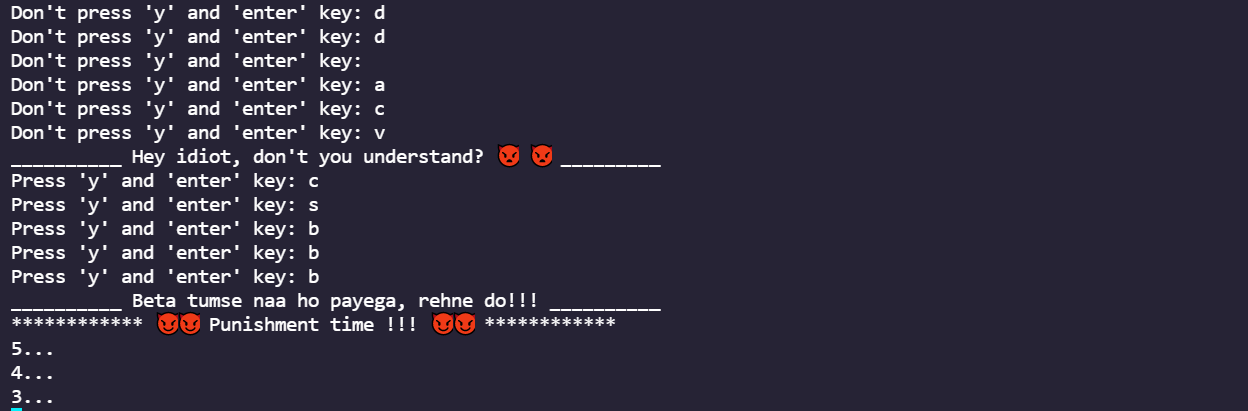 Don't press 'y' and 'enter' key: d
Don't press 'y' and 'enter' key: d
Don't press 'y' and 'enter' key:
Don't press 'y' and 'enter' key: a
Don't press 'y' and 'enter' key: c
Don't press 'y' and 'enter' key: v
__________ Hey idiot, don't you understand? 👿 👿 _________
Press 'y' and 'enter' key: c
Press 'y' and 'enter' key: s
Press 'y' and 'enter' key: b
Press 'y' and 'enter' key: b
Press 'y' and 'enter' key: b
__________ Beta tumse naa ho payega, rehne do!!! __________
************ 😈😈 Punishment time !!! 😈😈 ************
5...
4...
3...